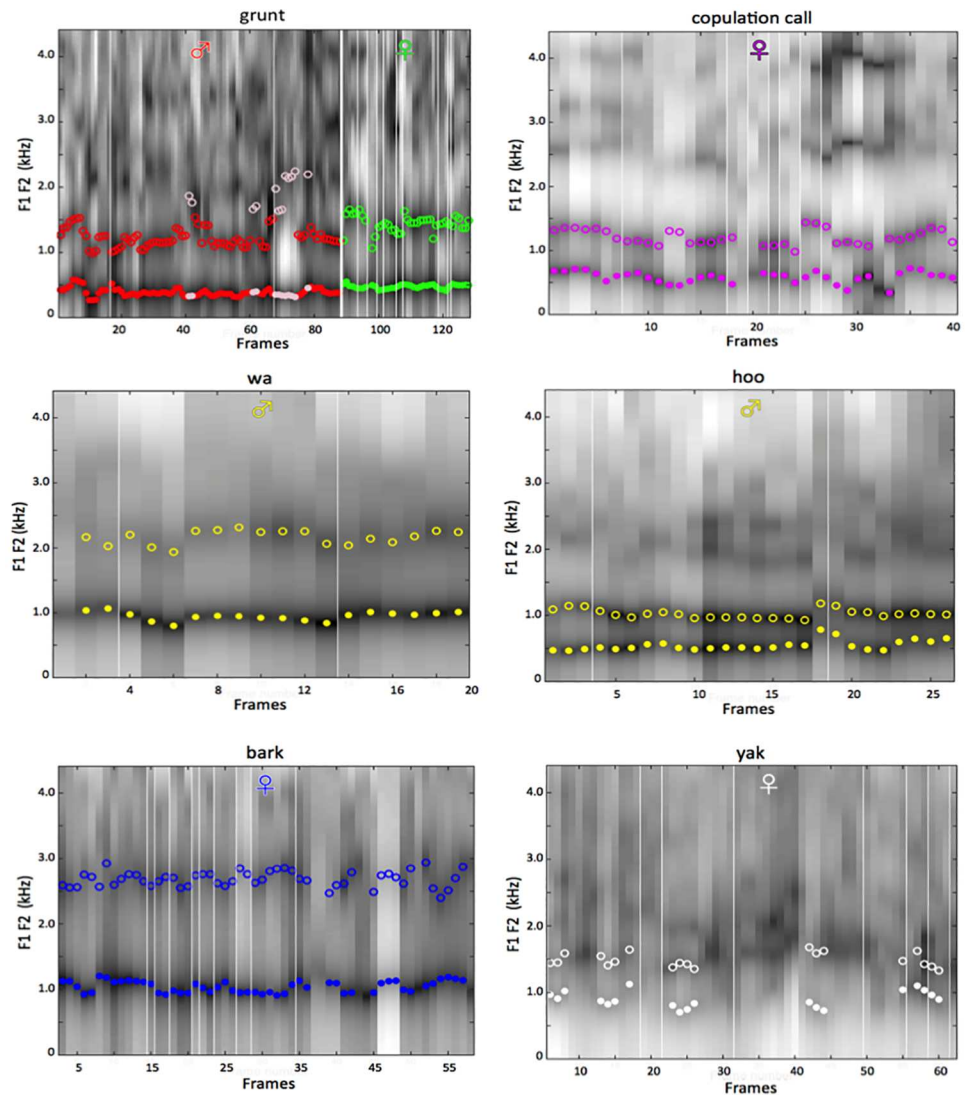 grunt
♂ ♀
4.0
3.0
2.0
1.0
0
F1 F2 (kHz)
20 40 60 80 100 120
Frames
copulation call
♀
4.0
3.0
2.0
1.0
0
F1 F2 (kHz)
10 20 30 40
Frames
wa
♂
4.0
3.0
2.0
1.0
0
F1 F2 (kHz)
4 8 12 16 20
Frames
hoo
♂
4.0
3.0
2.0
1.0
0
F1 F2 (kHz)
5 10 15 20 25
Frames
bark
♀
4.0
3.0
2.0
1.0
0
F1 F2 (kHz)
5 15 25 35 45 55
Frames
yak
♀
4.0
3.0
2.0
1.0
0
F1 F2 (kHz)
10 20 30 40 50 60
Frames